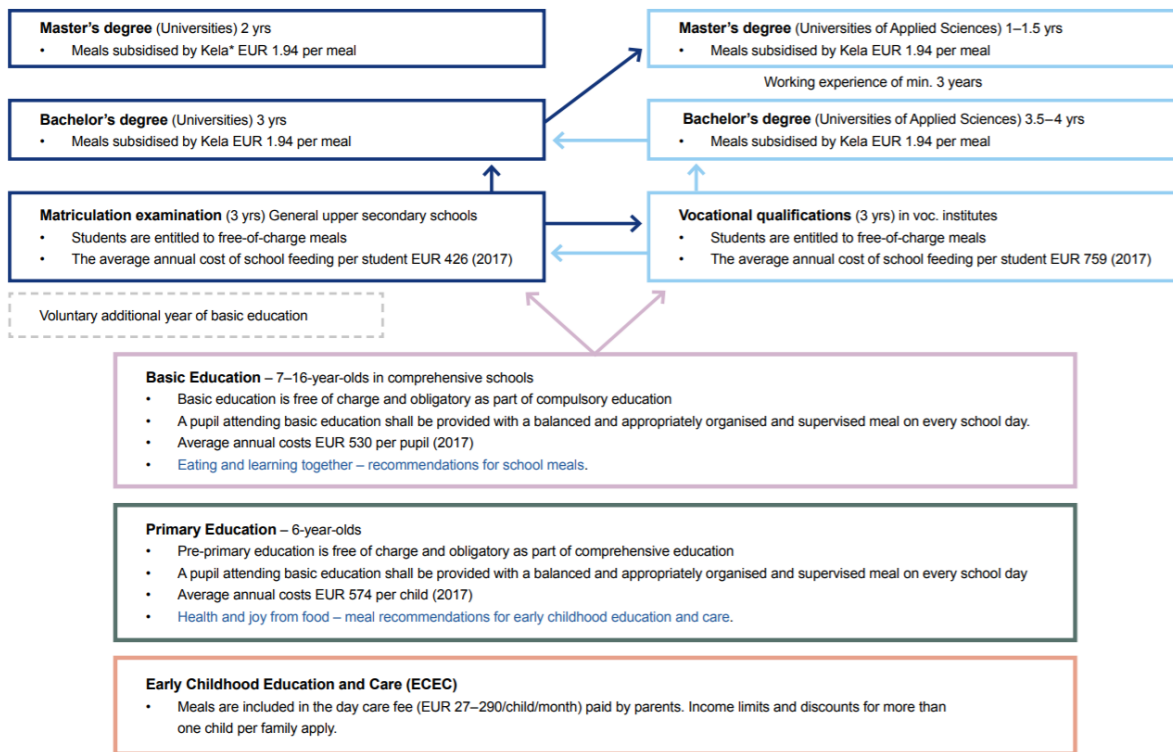 Master's degree (Universities) 2 yrs
• Meals subsidised by Kela* EUR 1.94 per meal
Master's degree (Universities of Applied Sciences) 1–1.5 yrs
• Meals subsidised by Kela EUR 1.94 per meal
Working experience of min. 3 years
Bachelor's degree (Universities) 3 yrs
• Meals subsidised by Kela EUR 1.94 per meal
Bachelor's degree (Universities of Applied Sciences) 3.5–4 yrs
• Meals subsidised by Kela EUR 1.94 per meal
Matriculation examination (3 yrs) General upper secondary schools
• Students are entitled to free-of-charge meals
• The average annual cost of school feeding per student EUR 426 (2017)
Vocational qualifications (3 yrs) in voc. institutes
• Students are entitled to free-of-charge meals
• The average annual cost of school feeding per student EUR 759 (2017)
Voluntary additional year of basic education
Basic Education – 7–16-year-olds in comprehensive schools
• Basic education is free of charge and obligatory as part of compulsory education
• A pupil attending basic education shall be provided with a balanced and appropriately organised and supervised meal on every school day.
• Average annual costs EUR 530 per pupil (2017)
• Eating and learning together – recommendations for school meals.
Primary Education – 6-year-olds
• Pre-primary education is free of charge and obligatory as part of comprehensive education
• A pupil attending basic education shall be provided with a balanced and appropriately organised and supervised meal on every school day
• Average annual costs EUR 574 per child (2017)
• Health and joy from food – meal recommendations for early childhood education and care.
Early Childhood Education and Care (ECEC)
• Meals are included in the day care fee (EUR 27–290/child/month) paid by parents. Income limits and discounts for more than
one child per family apply.